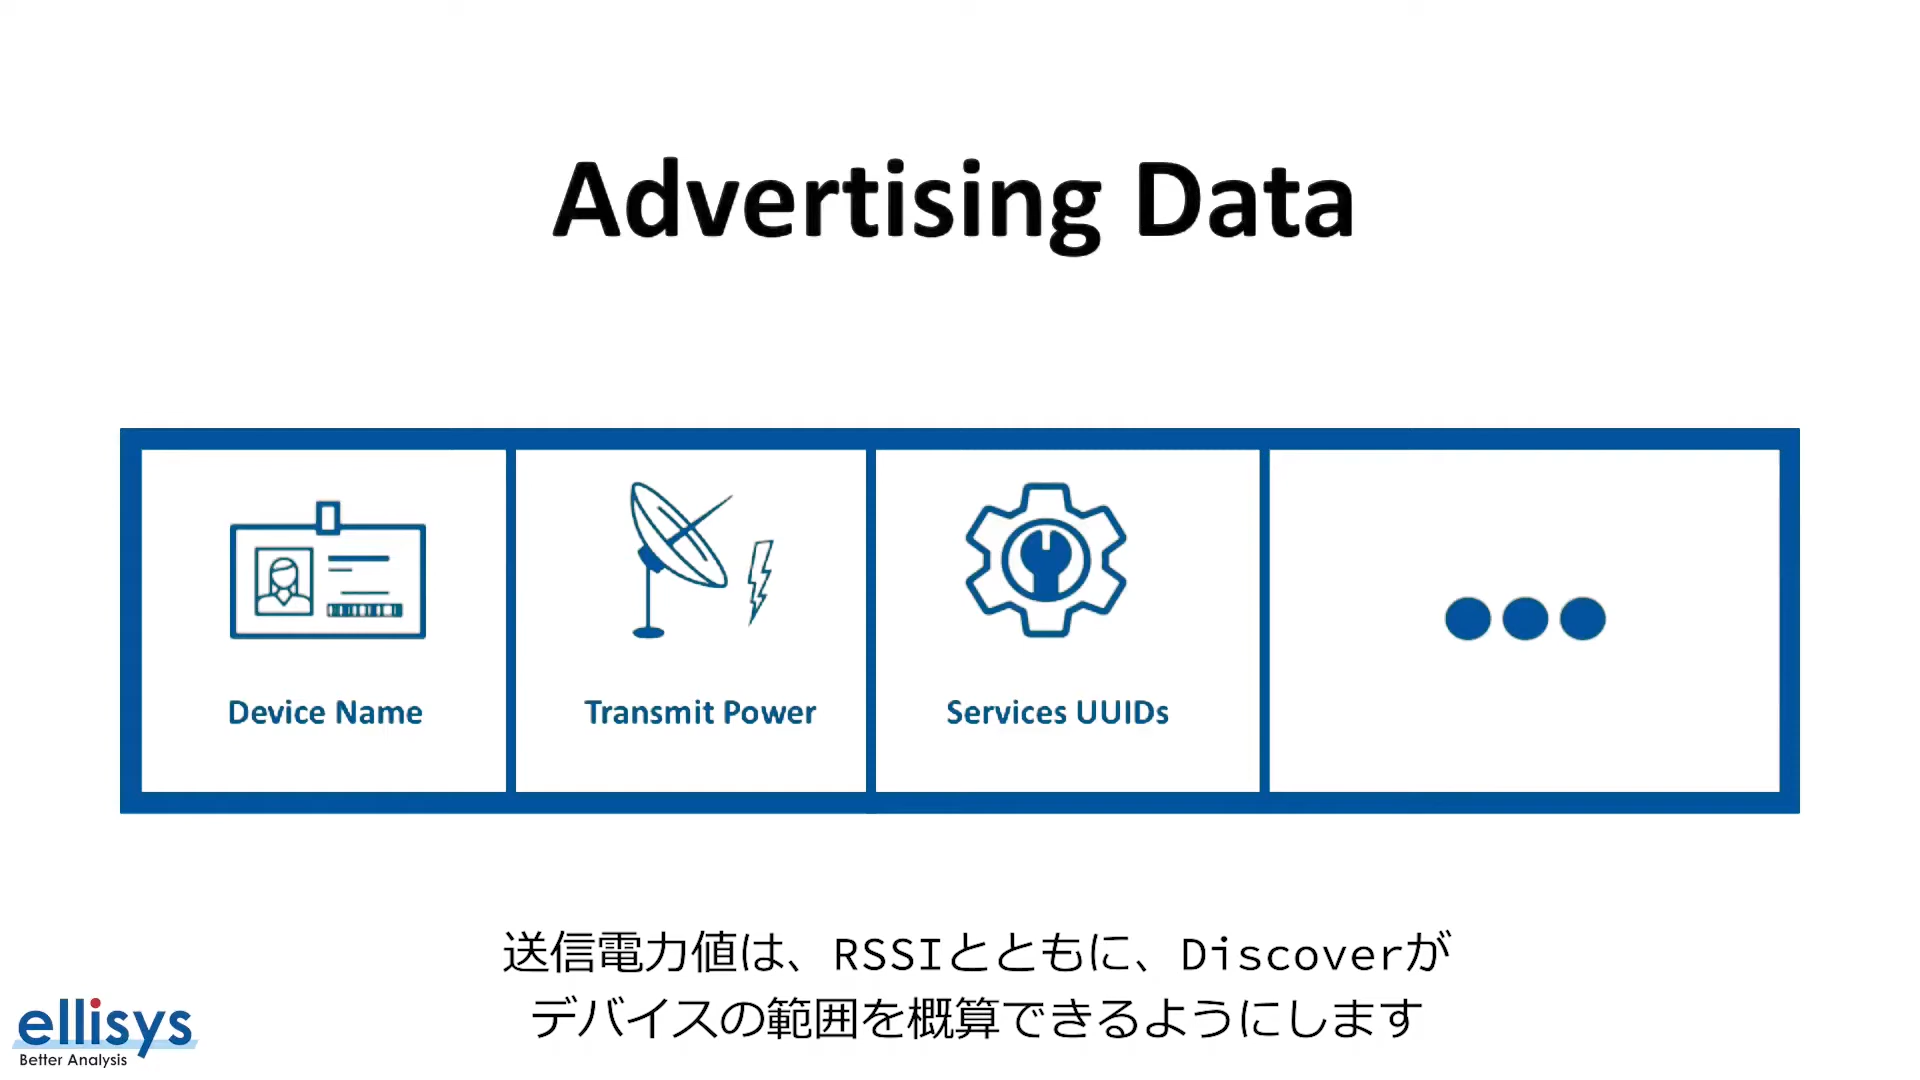 Advertising Data
Device Name
Transmit Power
Services UUIDs
送信電力値は、RSSIとともに、Discoverが
デバイスの範囲を概算できるようにします
ellisys
Better Analysis